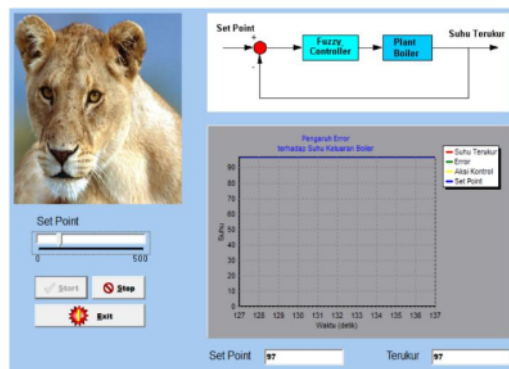 Set Point
+
-
Fuzzy Controller
Plant Boiler
Suhu Terukur
Pengaruh Error
terhadap Suhu Keluaran Boiler
Suhu Terukur
Error
Aksi Kontrol
Set Point
Suhu
90
80
70
60
50
40
30
20
10
0
127 128 129 130 131 132 133 134 135 136 137
Waktu (detik)
Set Point
0 500
Start
Stop
Exit
Set Point 97
Terukur 97